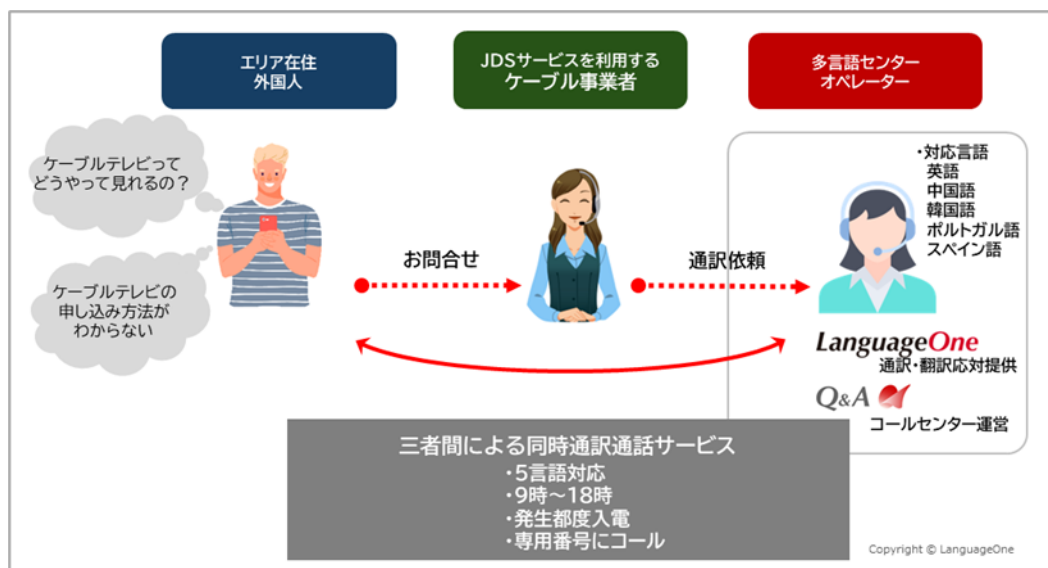 エリア在住
外国人
JDSサービスを利用する
ケーブル事業者
多言語センター
オペレーター
ケーブルテレビって
どうやって見れるの？
ケーブルテレビの
申し込み方法が
わからない
お問合せ
通訳依頼
・対応言語
英語
中国語
韓国語
ポルトガル語
スペイン語
LanguageOne
通訳・翻訳応対提供
Q&A
コールセンター運営
三者間による同時通訳通話サービス
・5言語対応
・9時～18時
・発生都度入電
・専用番号にコール
Copyright © LanguageOne